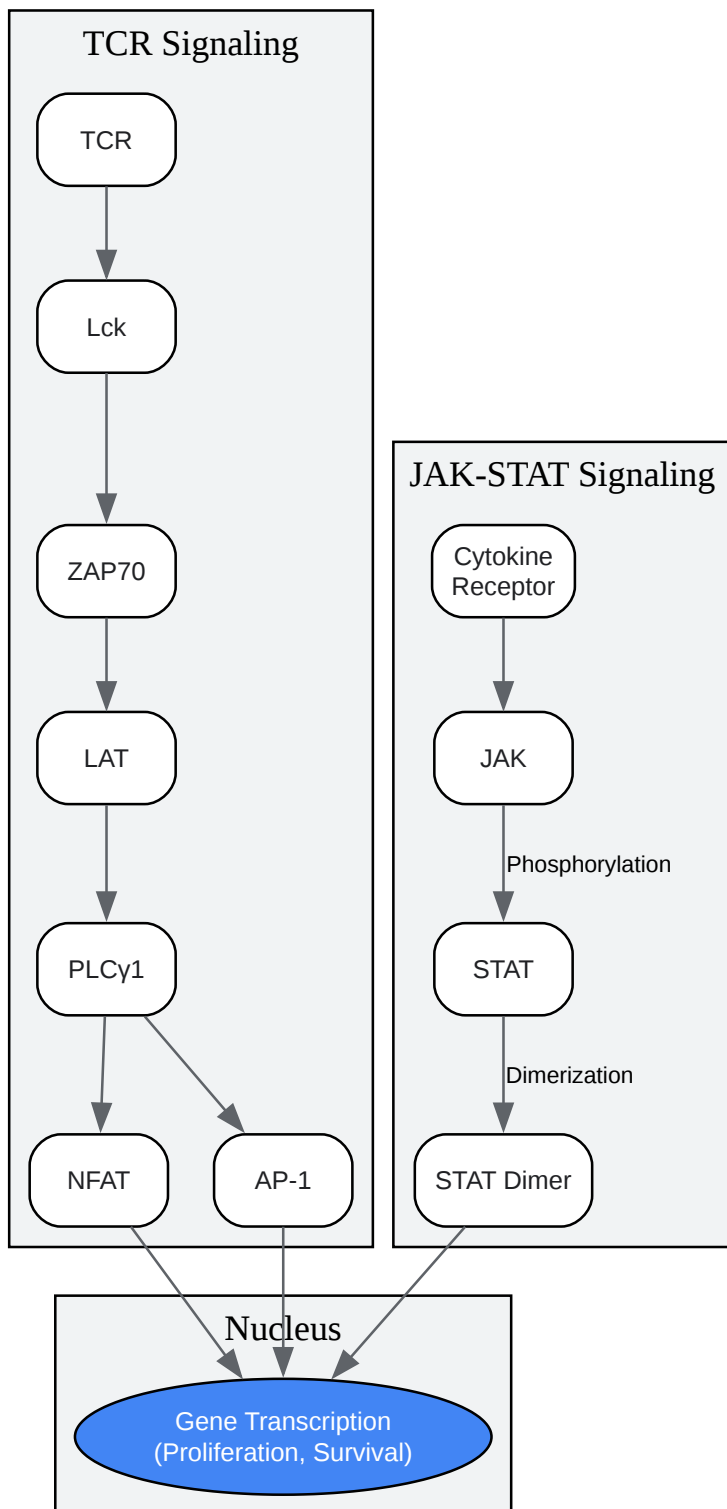 TCR Signaling
TCR
Lck
ZAP70
LAT
PLCγ1
NFAT
AP-1
JAK-STAT Signaling
Cytokine
Receptor
JAK
Phosphorylation
STAT
Dimerization
STAT Dimer
Nucleus
Gene Transcription
(Proliferation, Survival)